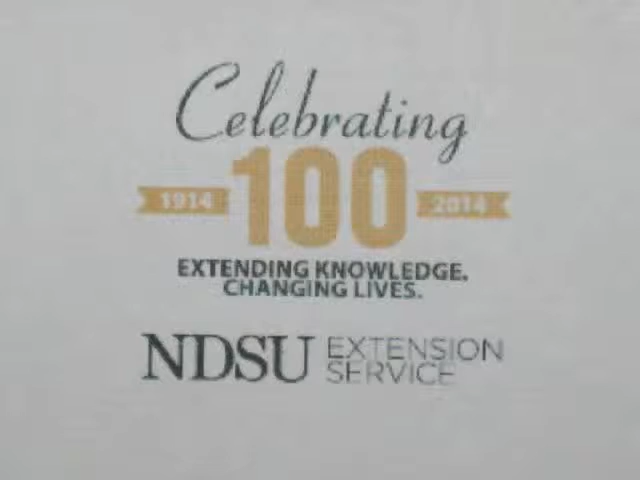 Celebrating
1914 100 2014
EXTENDING KNOWLEDGE.
CHANGING LIVES.
NDSU EXTENSION
SERVICE